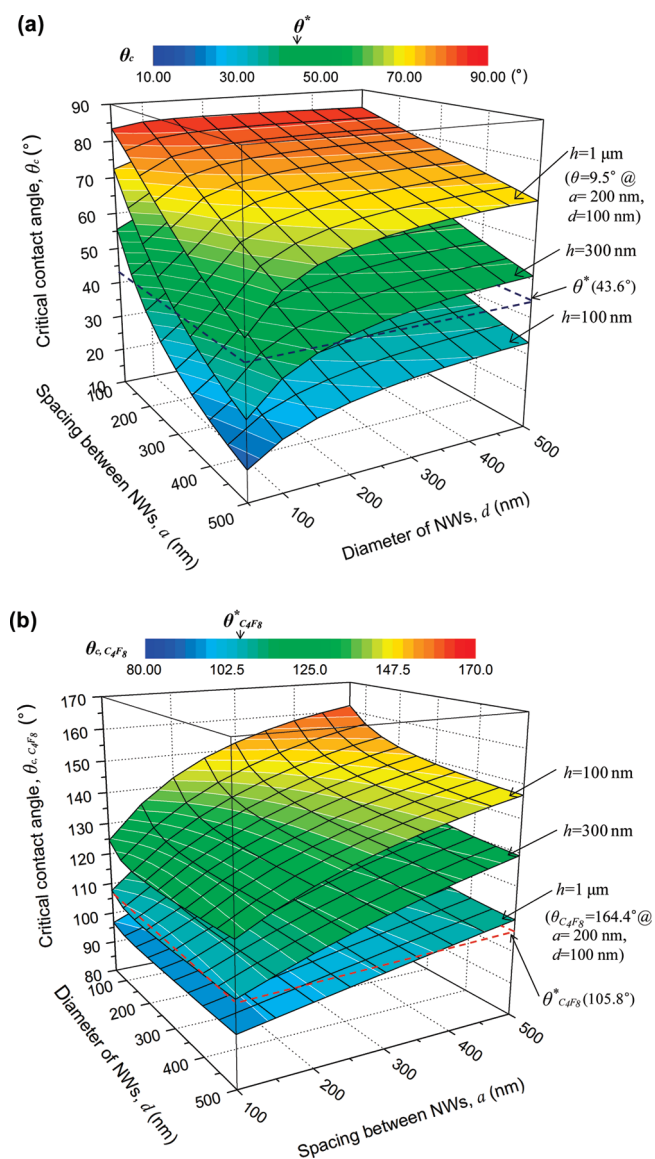 (a)
θ*
θc
10.00 30.00 50.00 70.00 90.00 (°)
90
80
70
60
50
40
30
20
10
Critical contact angle, θc (°)
h=1 μm
(θ=9.5° @
a= 200 nm,
d=100 nm)
h=300 nm
θ*(43.6°)
h=100 nm
100
200
300
400
500
Spacing between NWs, a (nm)
100
200
300
400
500
Diameter of NWs, d (nm)
(b)
θ*C4F8
θc, C4F8
80.00 102.5 125.0 147.5 170.0
170
160
150
140
130
120
110
100
90
80
Critical contact angle, θc, C4F8 (°)
h=100 nm
h=300 nm
h=1 μm
(θC4F8=164.4°@
a= 200 nm,
d=100 nm)
θ*C4F8(105.8°)
100
200
300
400
500
Diameter of NWs, d (nm)
100
200
300
400
500
Spacing between NWs, a (nm)